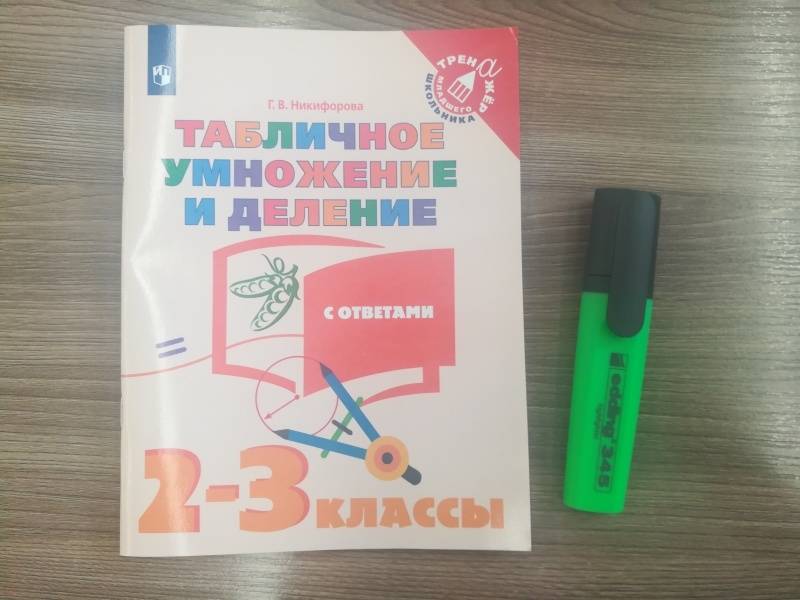 Г. В. Никифорова
ТРЕНАЖЁР
МЛАДШЕГО
ШКОЛЬНИКА
ТАБЛИЧНОЕ
УМНОЖЕНИЕ
И ДЕЛЕНИЕ
С ОТВЕТАМИ
2-3 КЛАССЫ
edding 345